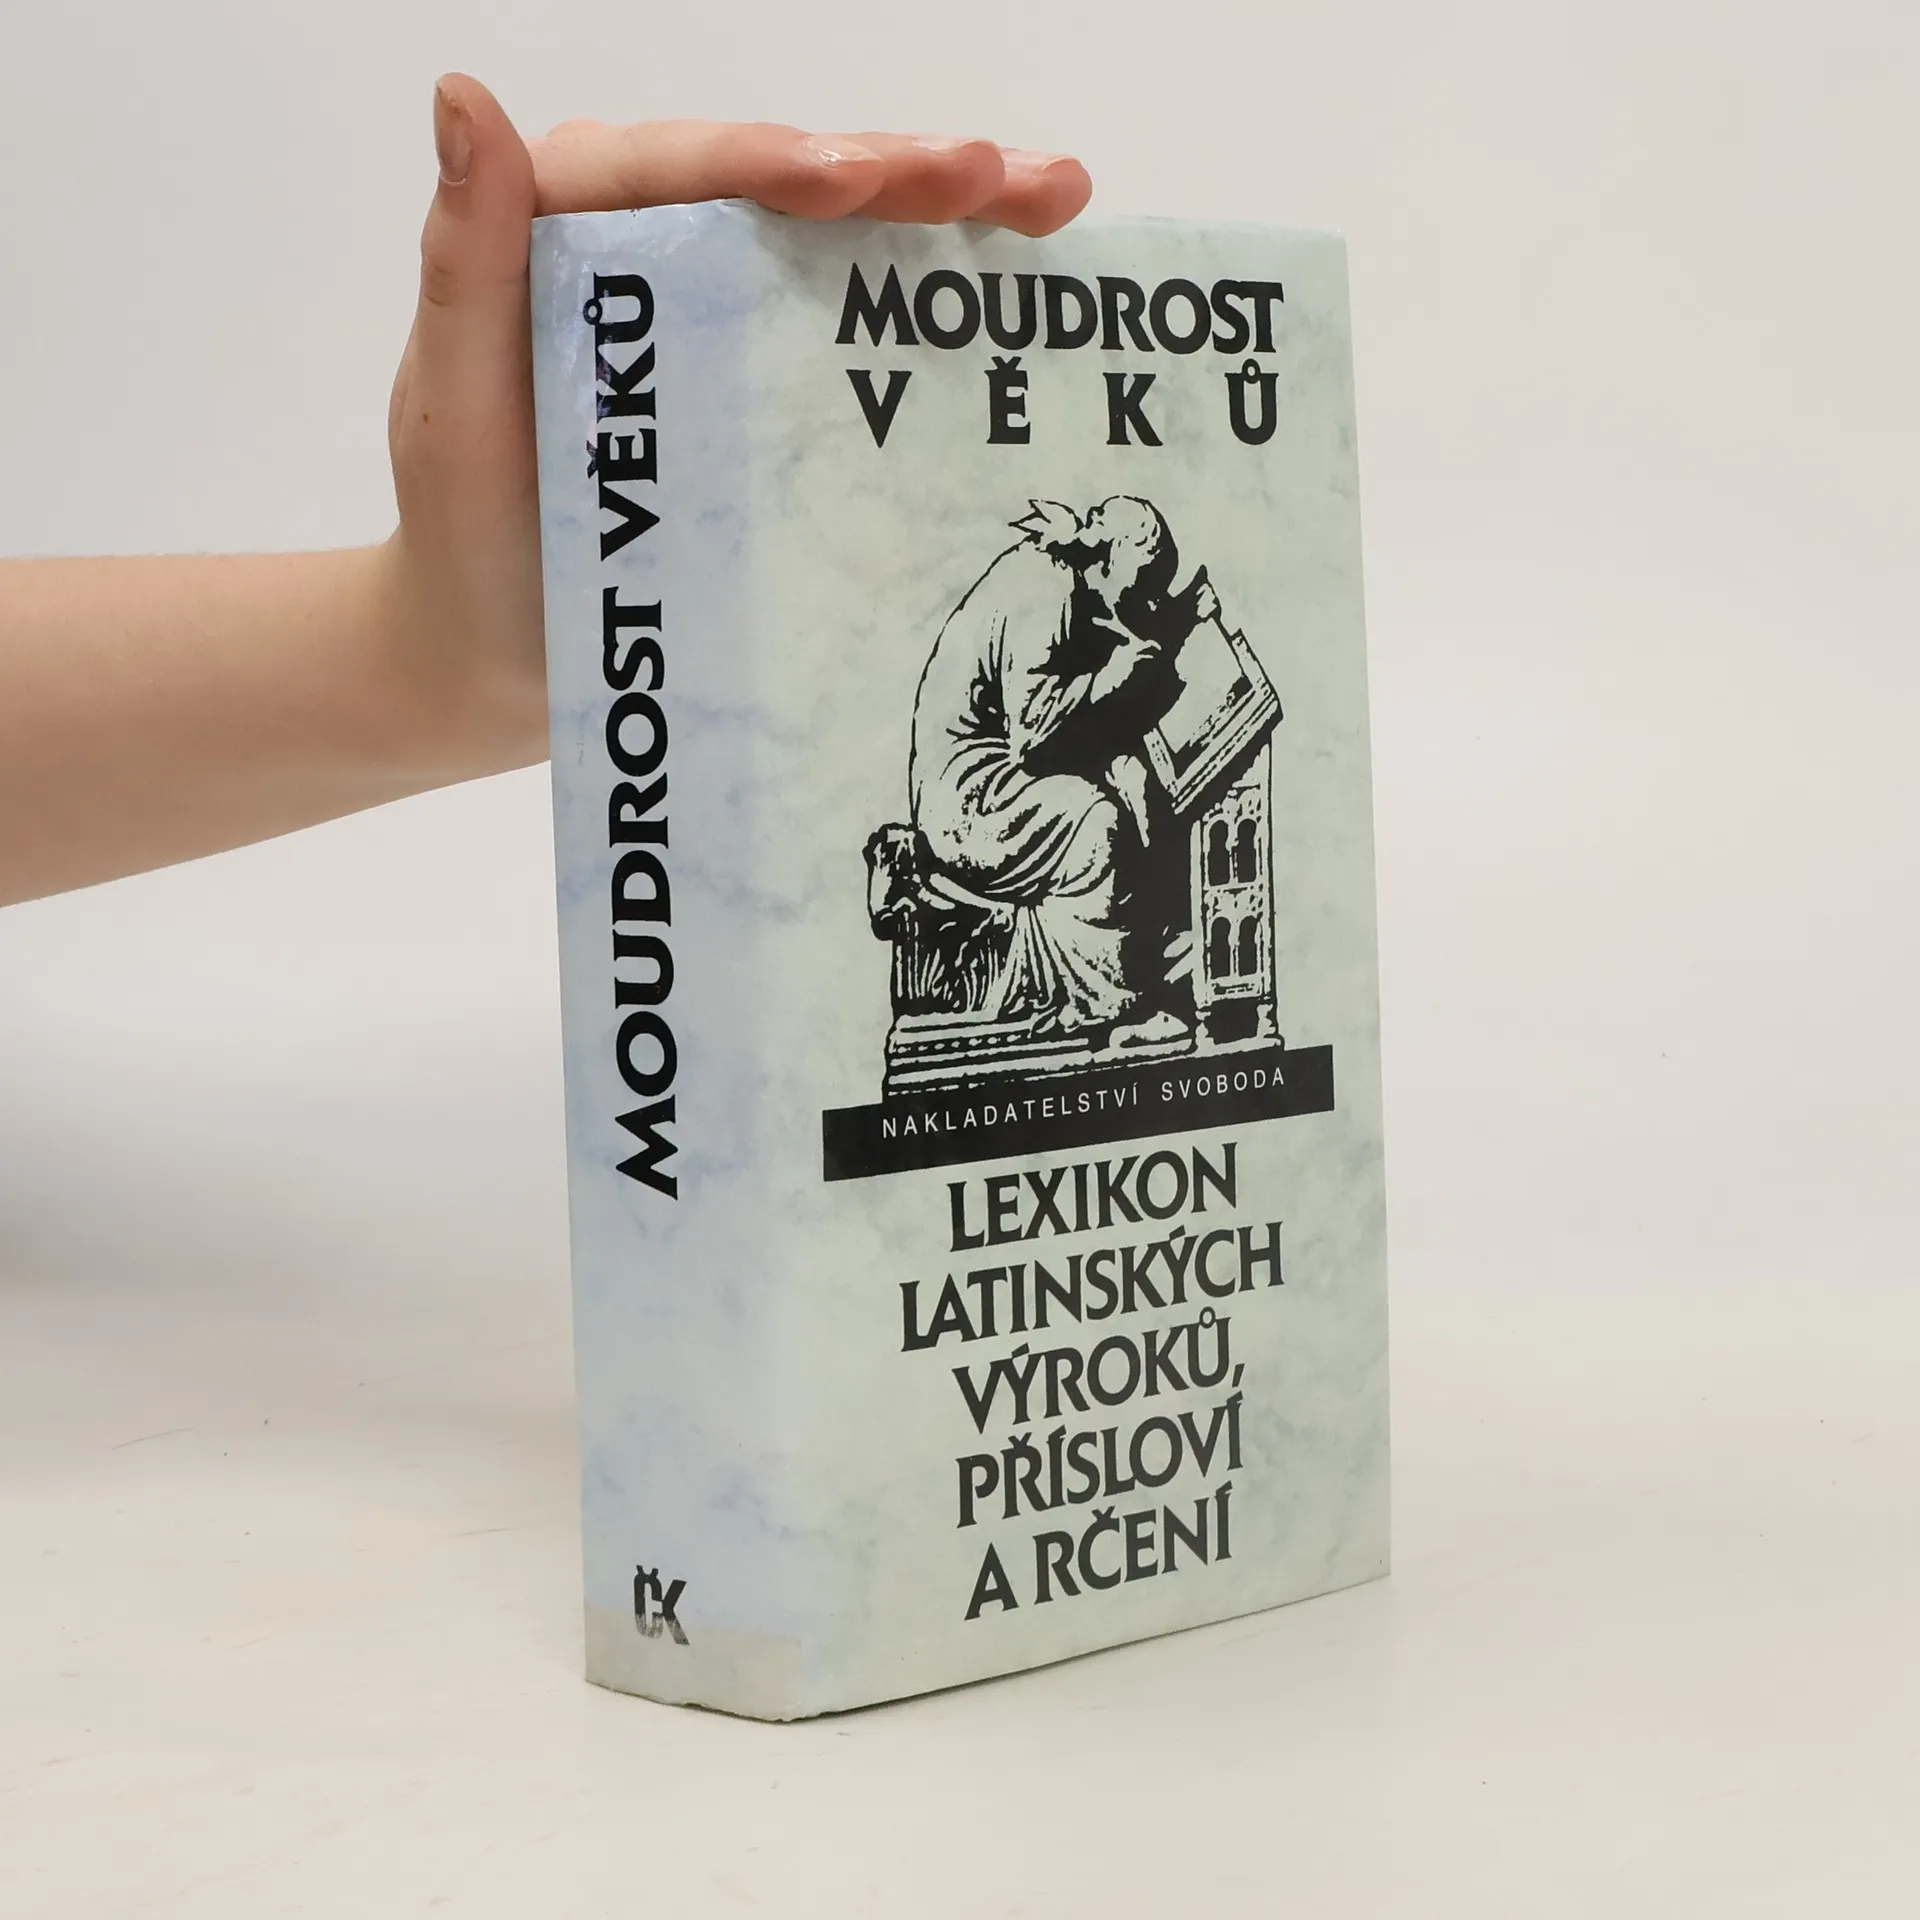 MOUDROST VĚKŮ
ČK
MOUDROST
VĚKŮ
NAKLADATELSTVÍ SVOBODA
LEXIKON
LATINSKÝCH
VÝROKŮ,
PŘÍSLOVÍ
A RČENÍ